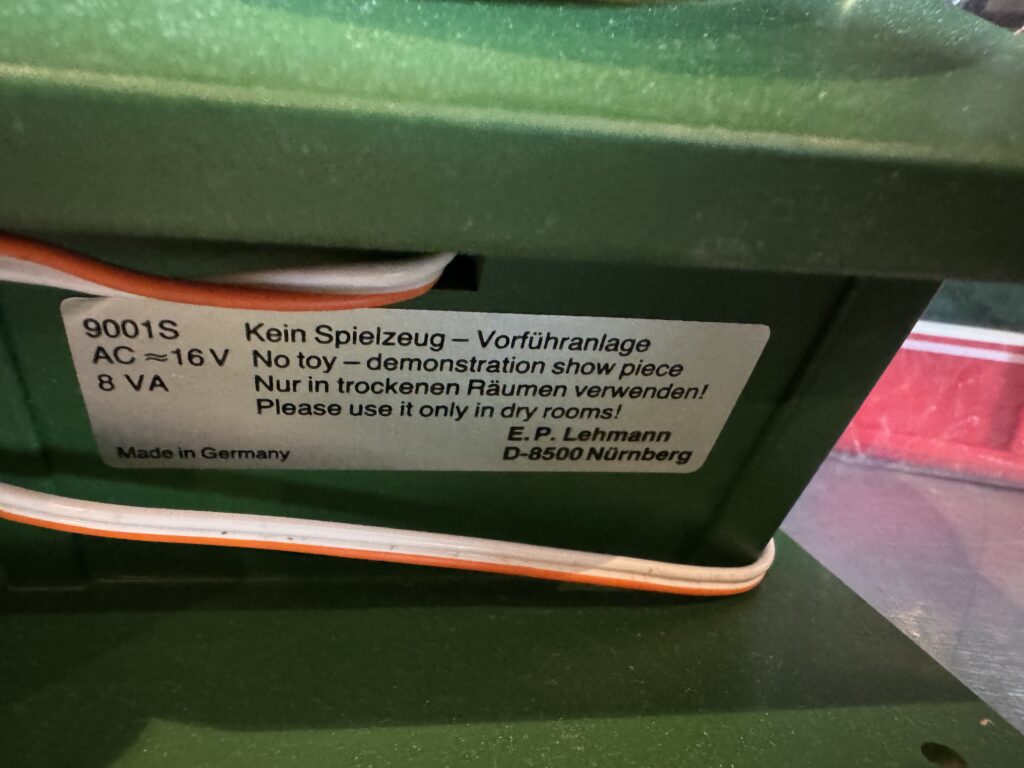 9001S Kein Spielzeug – Vorführanlage
AC ≈16V No toy – demonstration show piece
8 VA Nur in trockenen Räumen verwenden!
Please use it only in dry rooms!
E. P. Lehmann
Made in Germany D-8500 Nürnberg